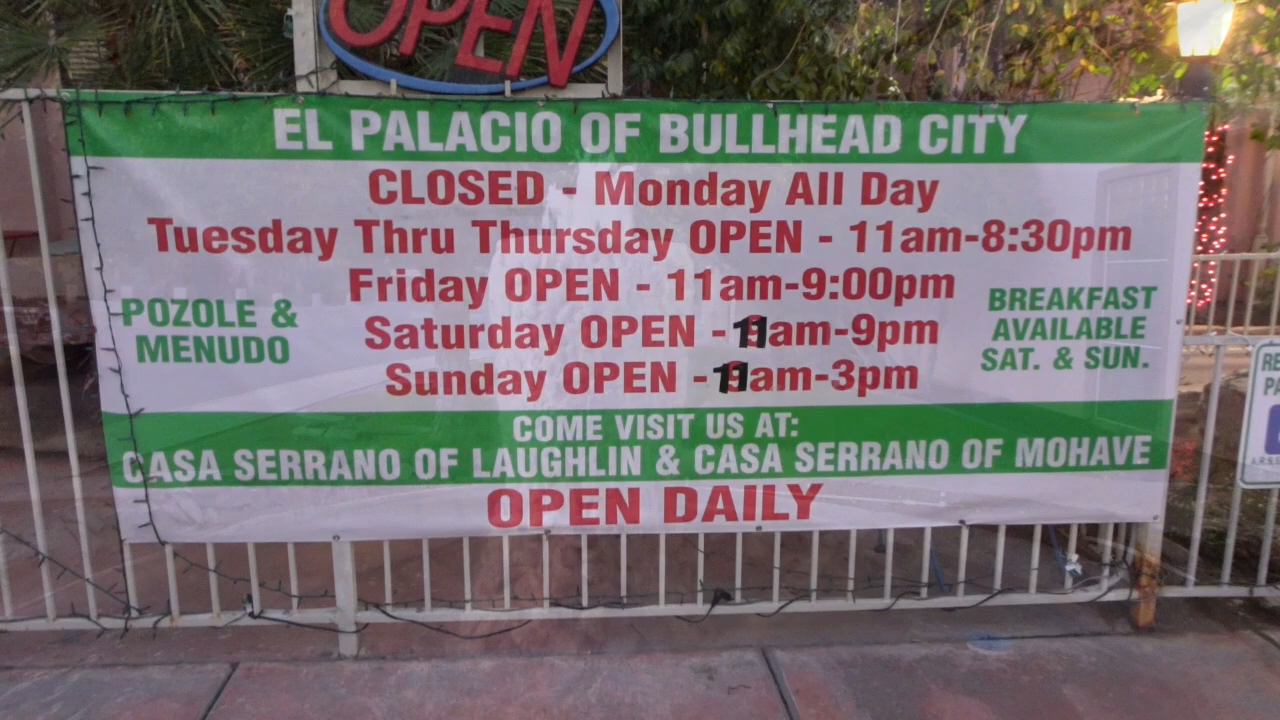 OPEN
EL PALACIO OF BULLHEAD CITY
CLOSED - Monday All Day
Tuesday Thru Thursday OPEN - 11am-8:30pm
Friday OPEN - 11am-9:00pm
Saturday OPEN - 11am-9pm
Sunday OPEN - 11am-3pm
POZOLE &
MENUDO
BREAKFAST
AVAILABLE
SAT. & SUN.
COME VISIT US AT:
CASA SERRANO OF LAUGHLIN & CASA SERRANO OF MOHAVE
OPEN DAILY